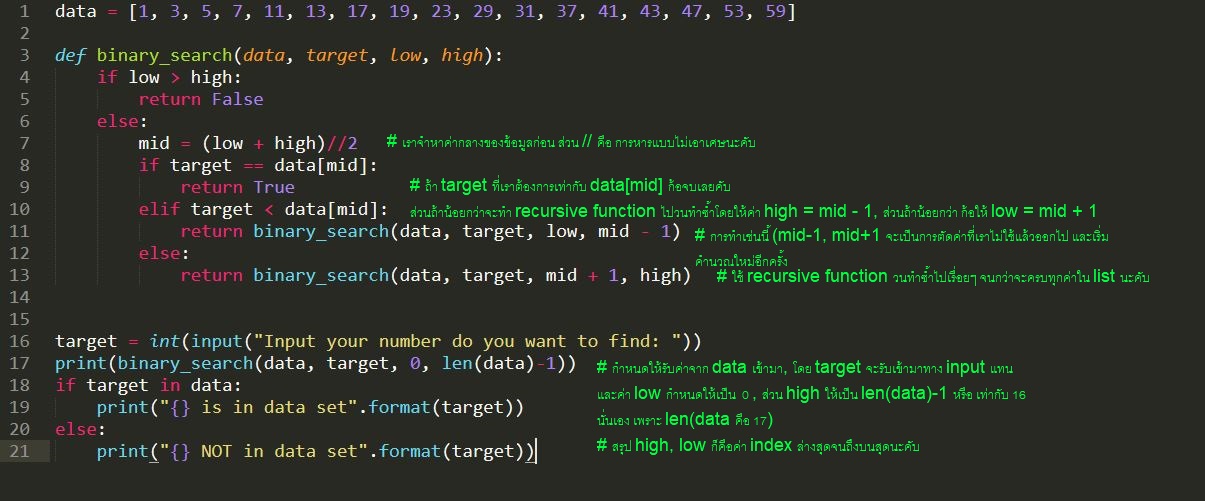 1 data = [1, 3, 5, 7, 11, 13, 17, 19, 23, 29, 31, 37, 41, 43, 47, 53, 59]
2
3 def binary_search(data, target, low, high):
4 if low > high:
5 return False
6 else:
7 mid = (low + high)//2 # เราจำหาค่ากลางของข้อมูลก่อน ส่วน // คือ การหารแบบไม่เอาเศษนะคับ
8 if target == data[mid]:
9 return True # ถ้า target ที่เราต้องการเท่ากับ data[mid] ก้อจบเลยคับ
10 elif target < data[mid]: ส่วนถ้าน้อยกว่าจะทำ recursive function ไปวนทำซ้ำโดยให้ค่า high = mid - 1, ส่วนถ้าน้อยกว่า ก้อให้ low = mid + 1
11 return binary_search(data, target, low, mid - 1) # การทำเช่นนี้ (mid-1, mid+1 จะเป็นการตัดค่าที่เราไม่ใช้แล้วออกไป และเริ่ม
12 else: คำนวณใหม่อีกครั้ง
13 return binary_search(data, target, mid + 1, high) # ใช้ recursive function วนทำซ้ำไปเรื่อยๆ จนกว่าจะครบทุกค่าใน list นะคับ
14
15
16 target = int(input("Input your number do you want to find: "))
17 print(binary_search(data, target, 0, len(data)-1)) # กำหนดให้รับค่าจาก data เข้ามา, โดย target จะรับเข้ามาทาง input แทน
18 if target in data: และค่า low กำหนดให้เป็น 0 , ส่วน high ให้เป็น len(data)-1 หรือ เท่ากับ 16
19 print("{} is in data set".format(target)) นั่นเอง เพราะ len(data คือ 17)
20 else: # สรุป high, low ก็คือค่า index ล่างสุดจนถึงบนสุดนะคับ
21 print("{} NOT in data set".format(target))